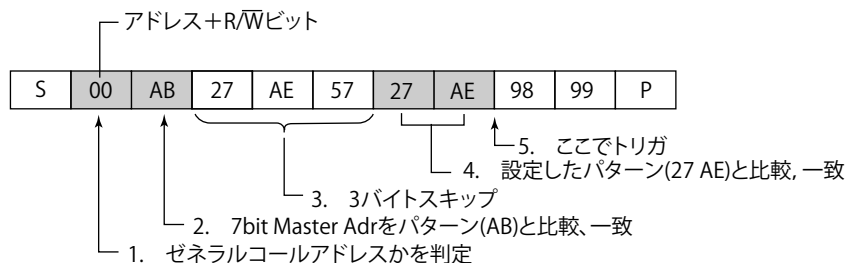 アドレス＋R/W̅ビット
S 00 AB 27 AE 57 27 AE 98 99 P
5. ここでトリガ
4. 設定したパターン(27 AE)と比較, 一致
3. 3バイトスキップ
2. 7bit Master Adrをパターン(AB)と比較、一致
1. ゼネラルコールアドレスかを判定